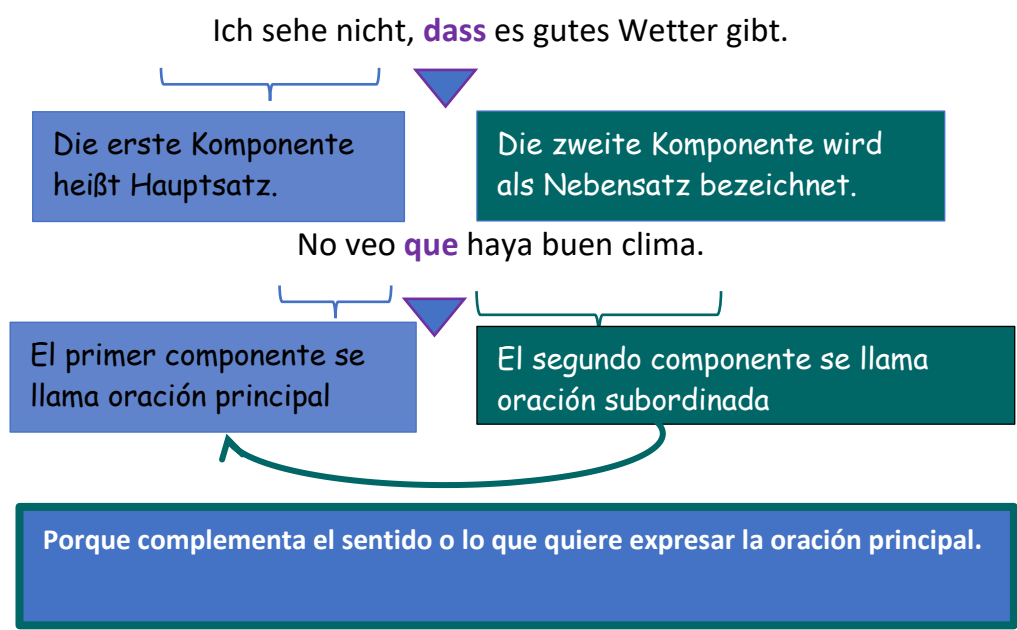 Ich sehe nicht, dass es gutes Wetter gibt.
Die erste Komponente
heißt Hauptsatz.
Die zweite Komponente wird
als Nebensatz bezeichnet.
No veo que haya buen clima.
El primer componente se
llama oración principal
El segundo componente se llama
oración subordinada
Porque complementa el sentido o lo que quiere expresar la oración principal.